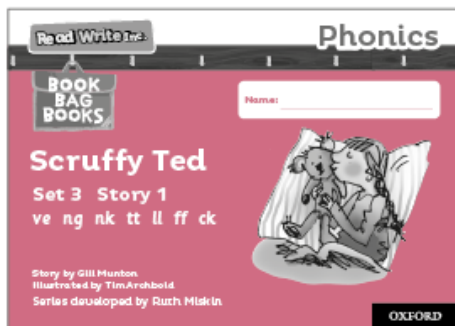 Read Write Inc.
Phonics
BOOK
BAG
BOOKS
Name:
Scruffy Ted
Set 3 Story 1
ve ng nk tt ll ff ck
Story by Gill Munton
Illustrated by Tim Archbold
Series developed by Ruth Miskin
OXFORD